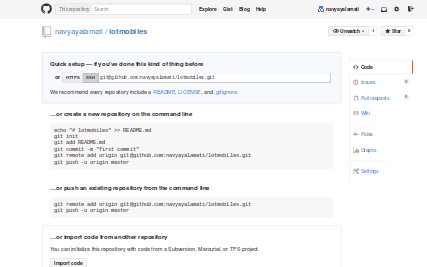 This repository Search Explore Gist Blog Help navyayalamati
navyayalamati / lotmobiles Unwatch 1 Star 0
Quick setup — if you've done this kind of thing before
or HTTPS SSH git@github.com:navyayalamati/lotmobiles.git
We recommend every repository include a README, LICENSE, and .gitignore.
…or create a new repository on the command line
echo "# lotmobiles" >> README.md
git init
git add README.md
git commit -m "first commit"
git remote add origin git@github.com:navyayalamati/lotmobiles.git
git push -u origin master
…or push an existing repository from the command line
git remote add origin git@github.com:navyayalamati/lotmobiles.git
git push -u origin master
…or import code from another repository
You can initialize this repository with code from a Subversion, Mercurial, or TFS project.
Import code
Code
Issues 0
Pull requests 0
Wiki
Pulse
Graphs
Settings